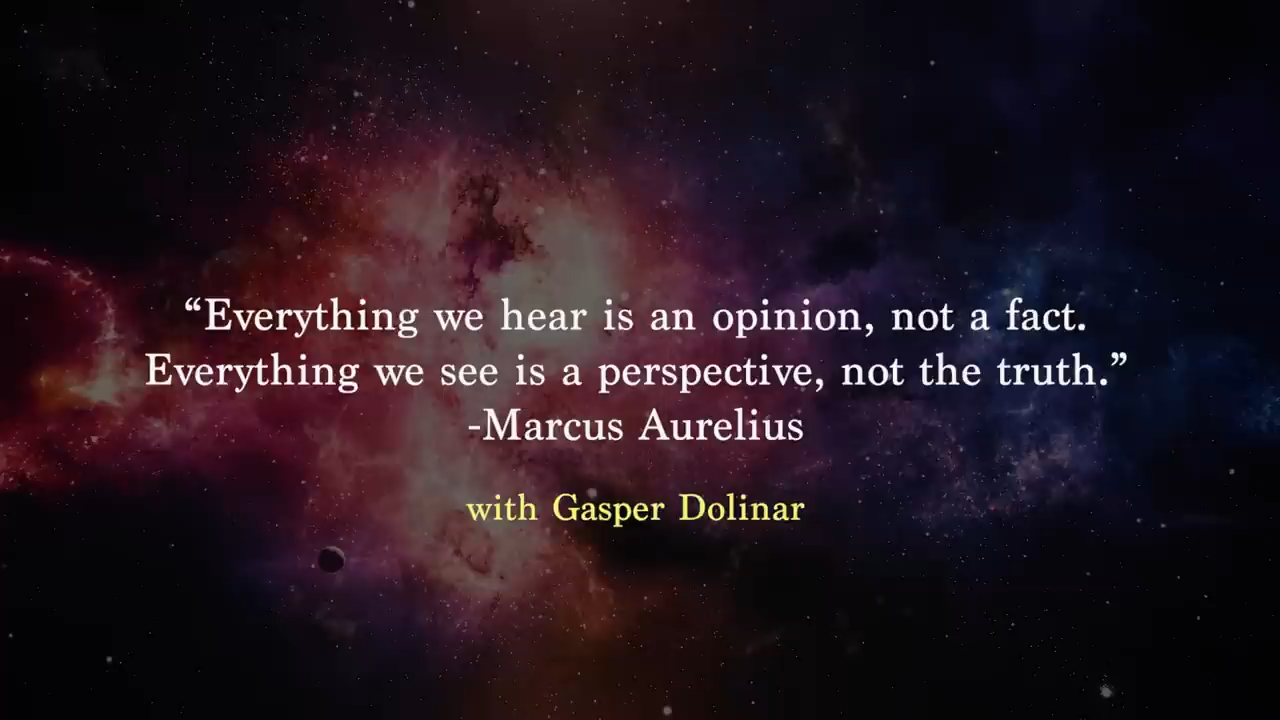 “Everything we hear is an opinion, not a fact.
Everything we see is a perspective, not the truth.”
-Marcus Aurelius
with Gasper Dolinar